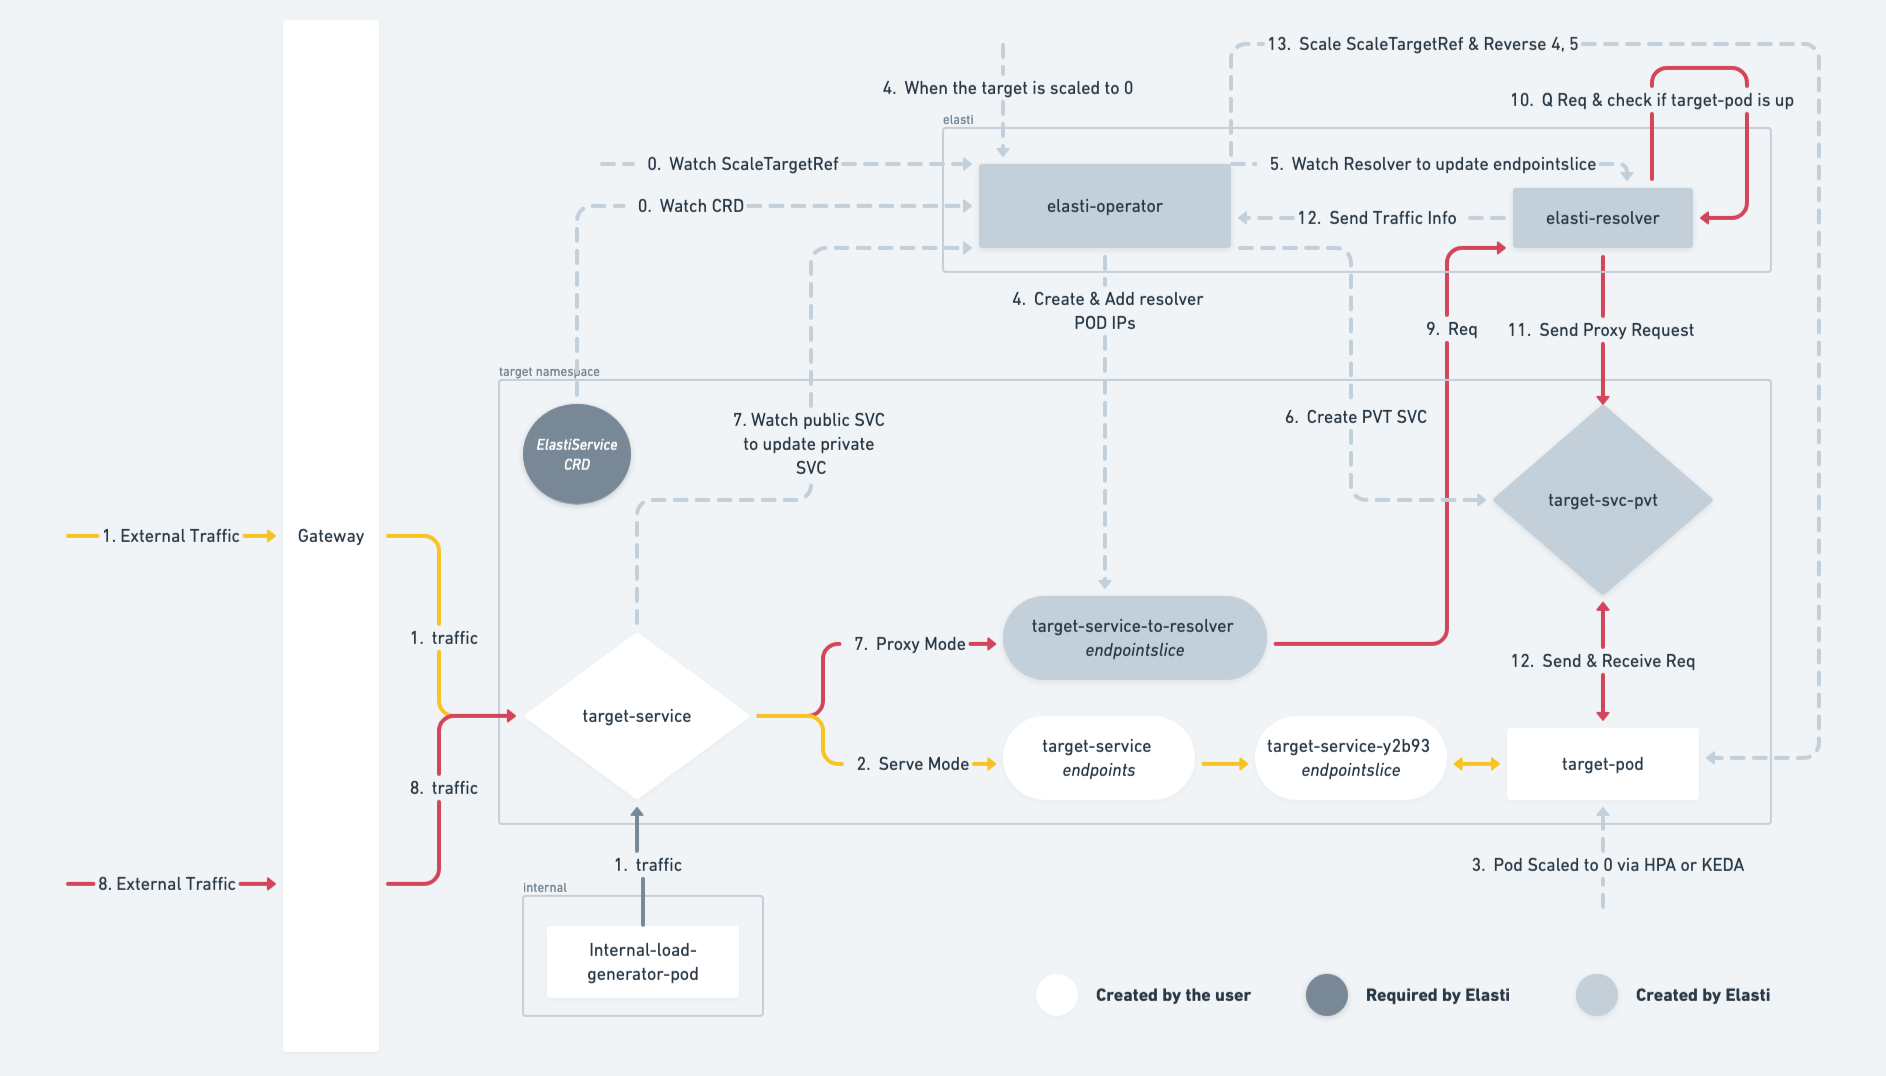 13. Scale ScaleTargetRef & Reverse 4, 5
4. When the target is scaled to 0
10. Q Req & check if target-pod is up
elasti
0. Watch ScaleTargetRef
5. Watch Resolver to update endpointslice
0. Watch CRD
elasti-operator
12. Send Traffic Info
elasti-resolver
4. Create & Add resolver
POD IPs
9. Req
11. Send Proxy Request
target namespace
7. Watch public SVC
to update private
SVC
6. Create PVT SVC
ElastiService
CRD
target-svc-pvt
1. External Traffic
Gateway
1. traffic
target-service-to-resolver
endpointslice
7. Proxy Mode
12. Send & Receive Req
target-service
2. Serve Mode
target-service
endpoints
target-service-y2b93
endpointslice
target-pod
8. traffic
1. traffic
3. Pod Scaled to 0 via HPA or KEDA
8. External Traffic
internal
Internal-load-
generator-pod
Created by the user
Required by Elasti
Created by Elasti